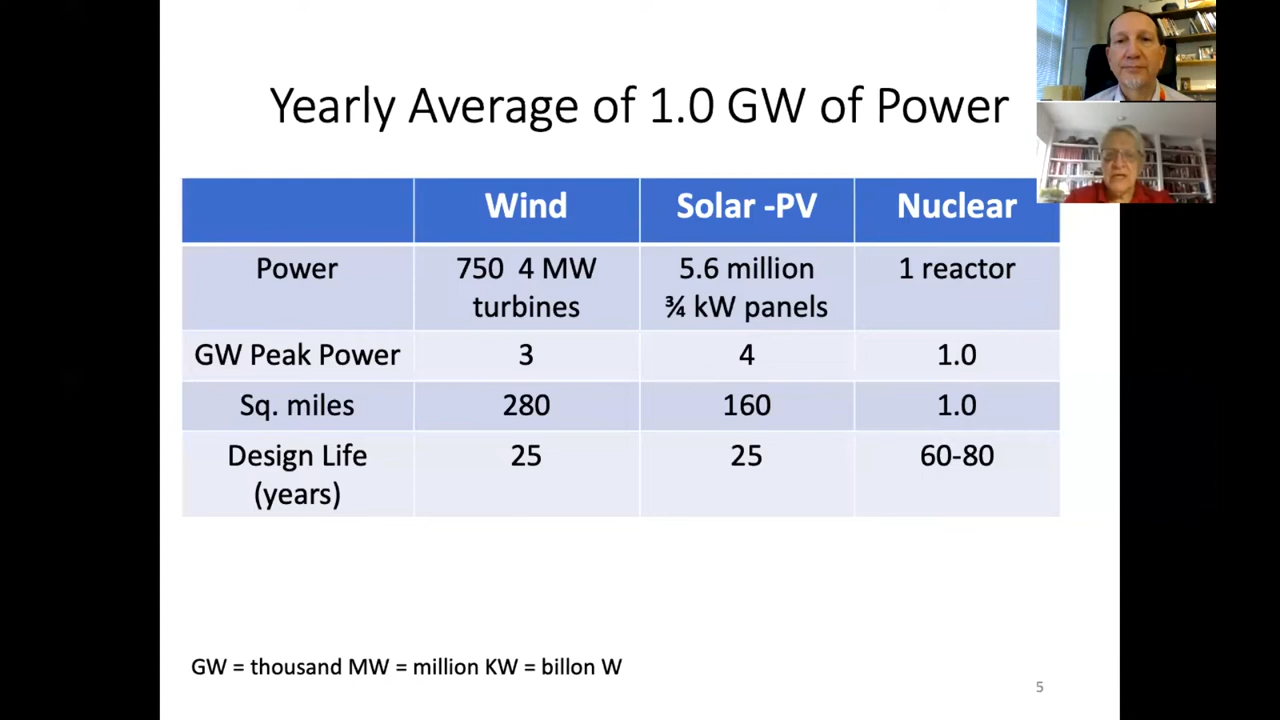 Yearly Average of 1.0 GW of Power
Wind Solar -PV Nuclear
Power 750 4 MW turbines 5.6 million ¾ kW panels 1 reactor
GW Peak Power 3 4 1.0
Sq. miles 280 160 1.0
Design Life (years) 25 25 60-80
GW = thousand MW = million KW = billon W
5